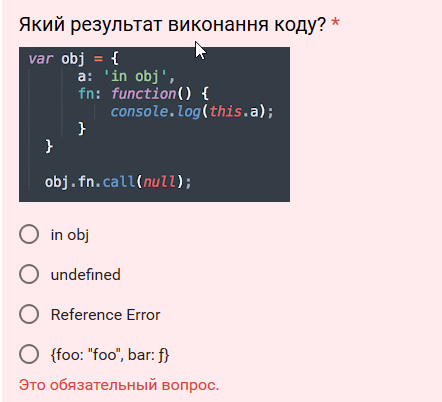 Який результат виконання коду? *
var obj = {
a: 'in obj',
fn: function() {
console.log(this.a);
}
}
obj.fn.call(null);
in obj
undefined
Reference Error
{foo: "foo", bar: ƒ}
Это обязательный вопрос.